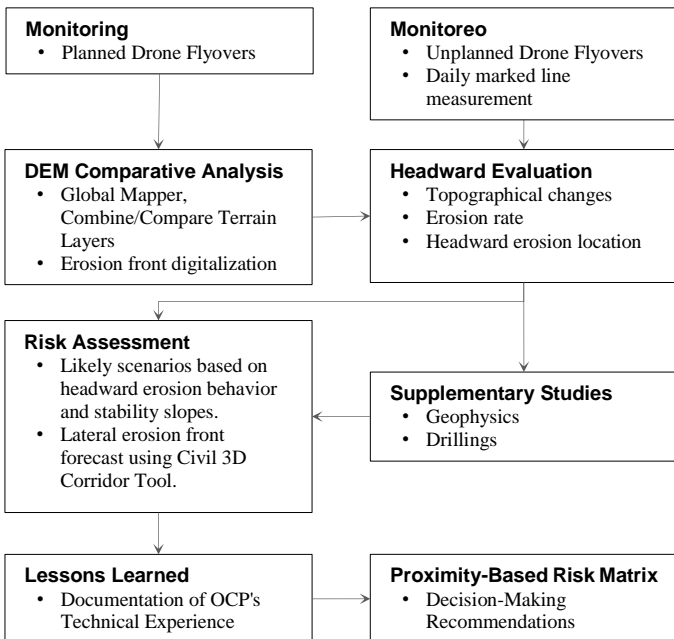 Monitoring
• Planned Drone Flyovers
Monitoreo
• Unplanned Drone Flyovers
• Daily marked line
measurement
DEM Comparative Analysis
• Global Mapper,
Combine/Compare Terrain
Layers
• Erosion front digitalization
Headward Evaluation
• Topographical changes
• Erosion rate
• Headward erosion location
Risk Assessment
• Likely scenarios based on
headward erosion behavior
and stability slopes.
• Lateral erosion front
forecast using Civil 3D
Corridor Tool.
Supplementary Studies
• Geophysics
• Drillings
Lessons Learned
• Documentation of OCP's
Technical Experience
Proximity-Based Risk Matrix
• Decision-Making
Recommendations